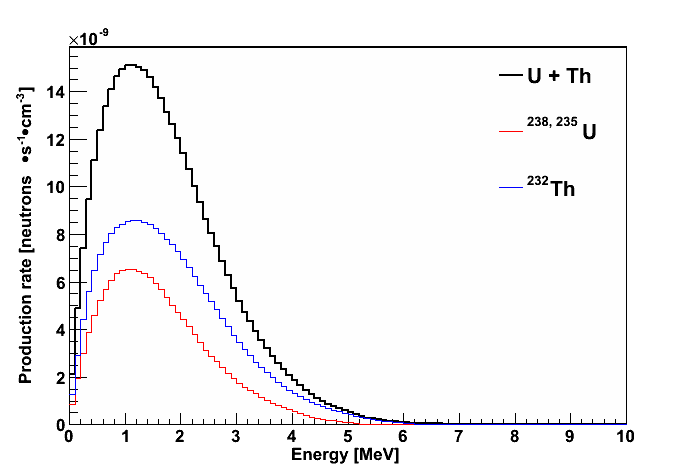 ×10⁻⁹
Production rate [neutrons •s⁻¹•cm⁻³]
14
12
10
8
6
4
2
0
0 1 2 3 4 5 6 7 8 9 10
Energy [MeV]
U + Th
²³⁸, ²³⁵U
²³²Th